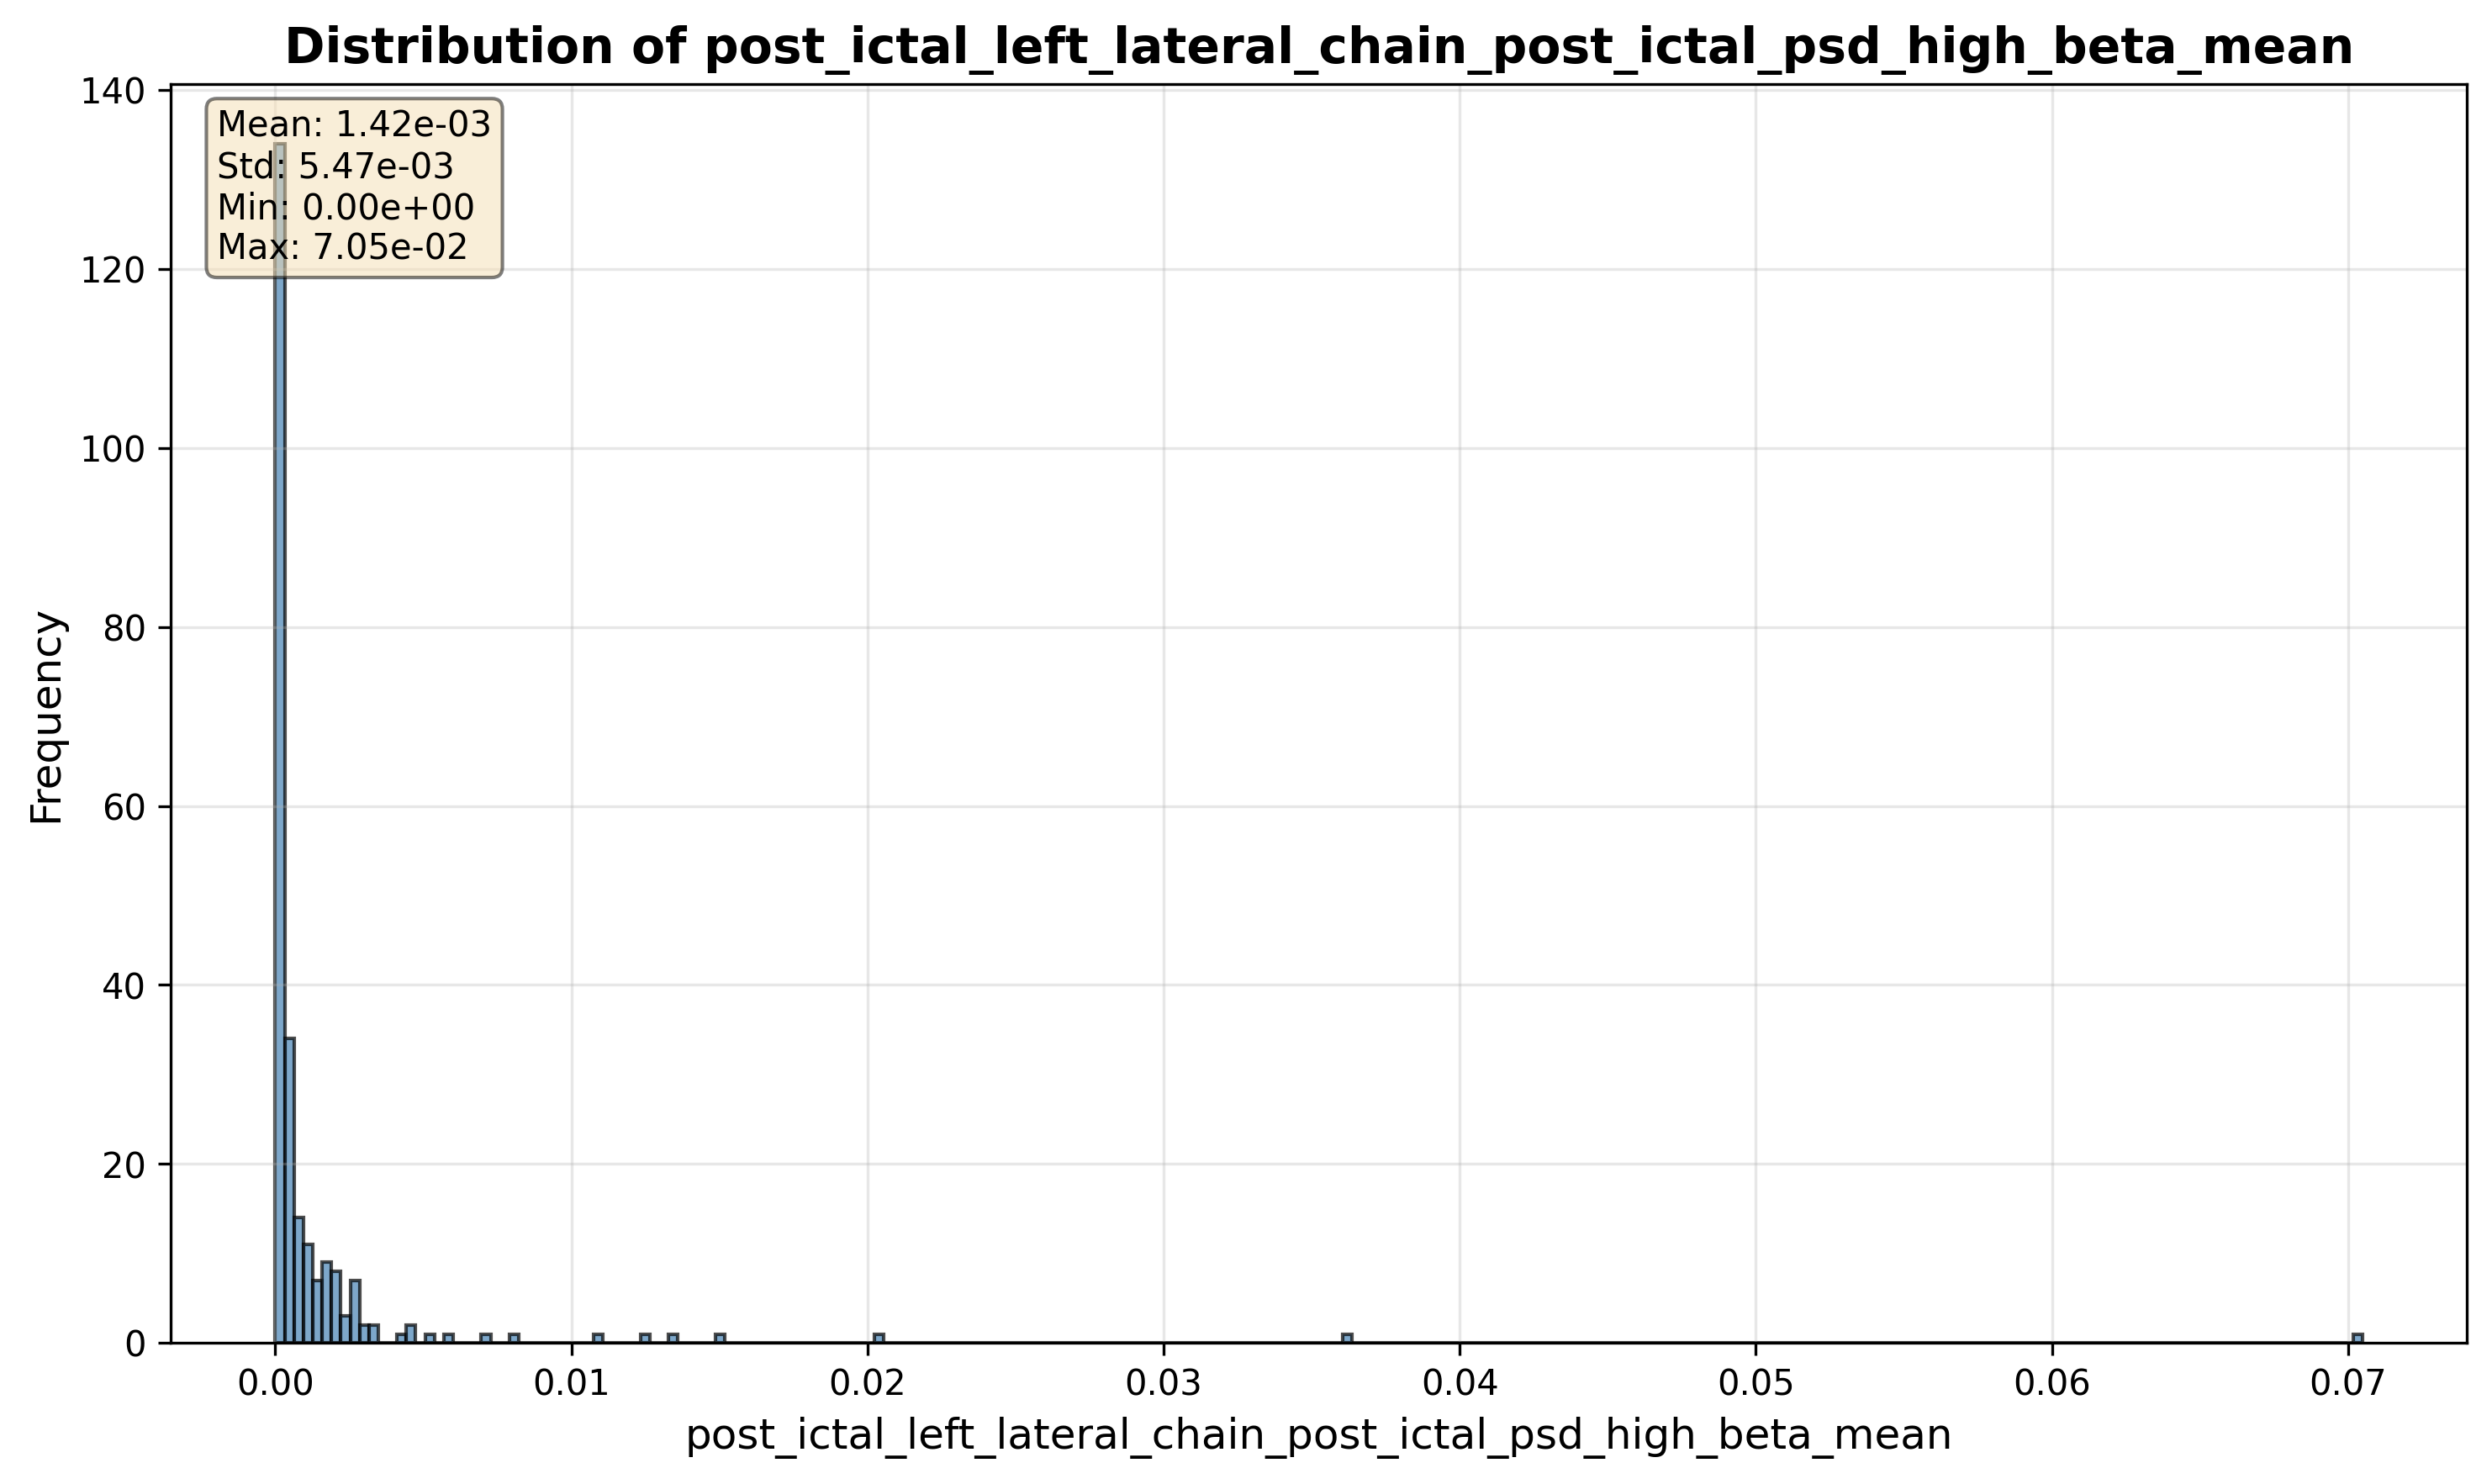 Distribution of post_ictal_left_lateral_chain_post_ictal_psd_high_beta_mean
Mean: 1.42e-03
Std: 5.47e-03
Min: 0.00e+00
Max: 7.05e-02
Frequency
140
120
100
80
60
40
20
0
0.00 0.01 0.02 0.03 0.04 0.05 0.06 0.07
post_ictal_left_lateral_chain_post_ictal_psd_high_beta_mean